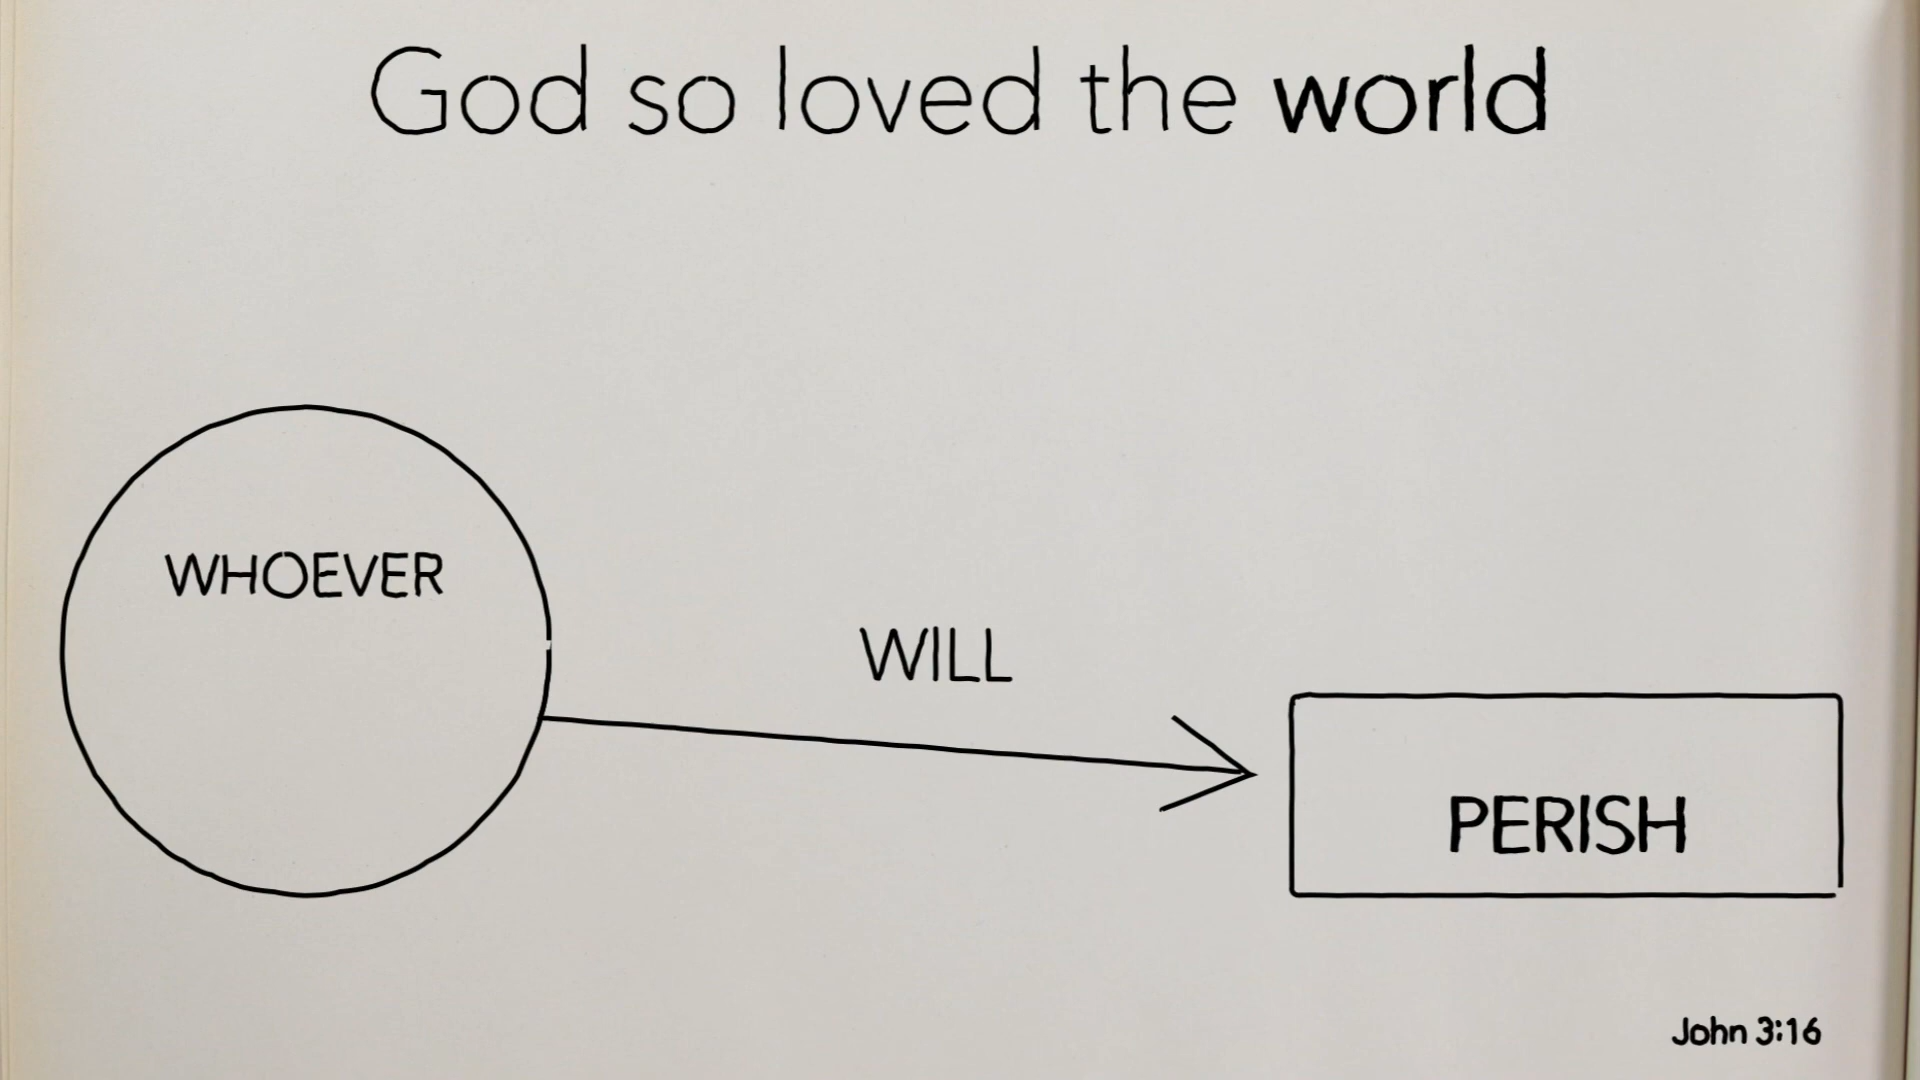 God so loved the world
WHOEVER
WILL
PERISH
John 3:16